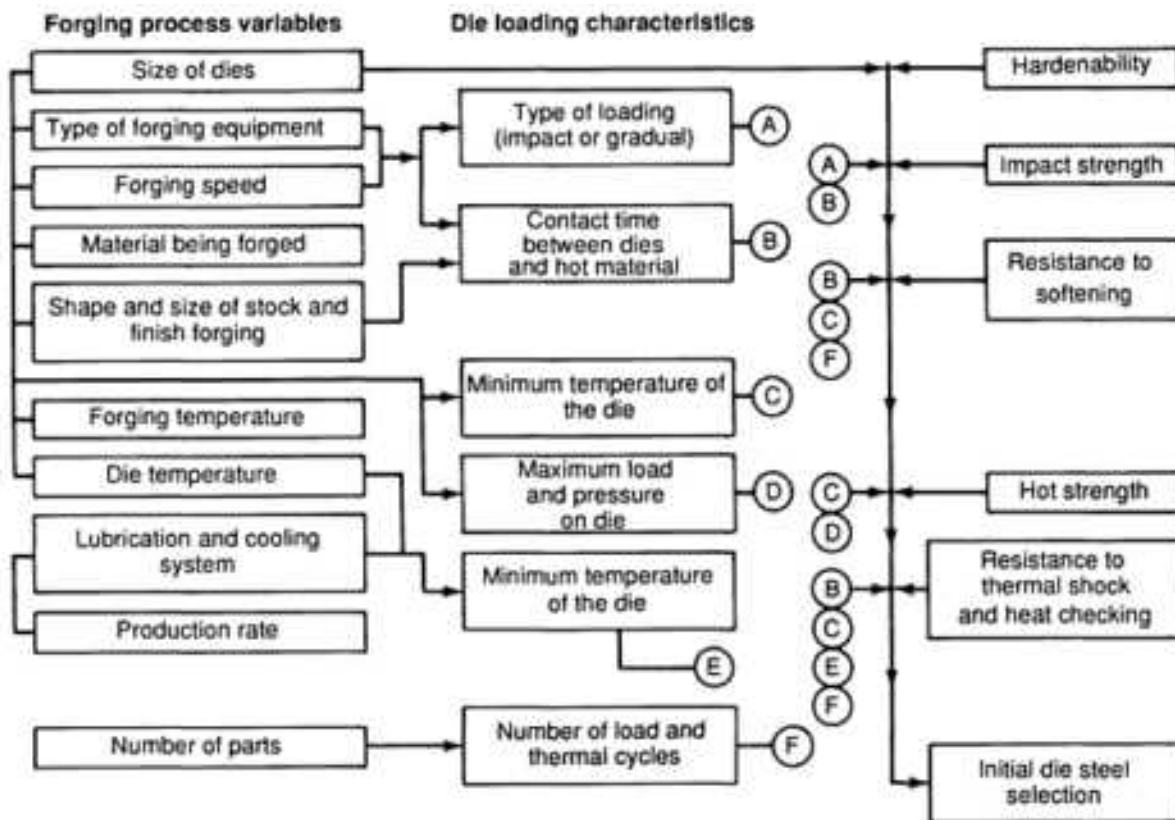 Forging process variables
Die loading characteristics
Size of dies
Hardenability
Type of forging equipment
Type of loading
(impact or gradual)
A
A
B
Impact strength
Forging speed
Material being forged
Contact time
between dies
and hot material
B
Shape and size of stock and
finish forging
B
C
F
Resistance to
softening
Minimum temperature of
the die
C
Forging temperature
Die temperature
Maximum load
and pressure
on die
D
C
D
Hot strength
Lubrication and cooling
system
Minimum temperature
of the die
E
B
C
E
F
Resistance to
thermal shock
and heat checking
Production rate
Number of parts
Number of load and
thermal cycles
F
Initial die steel
selection